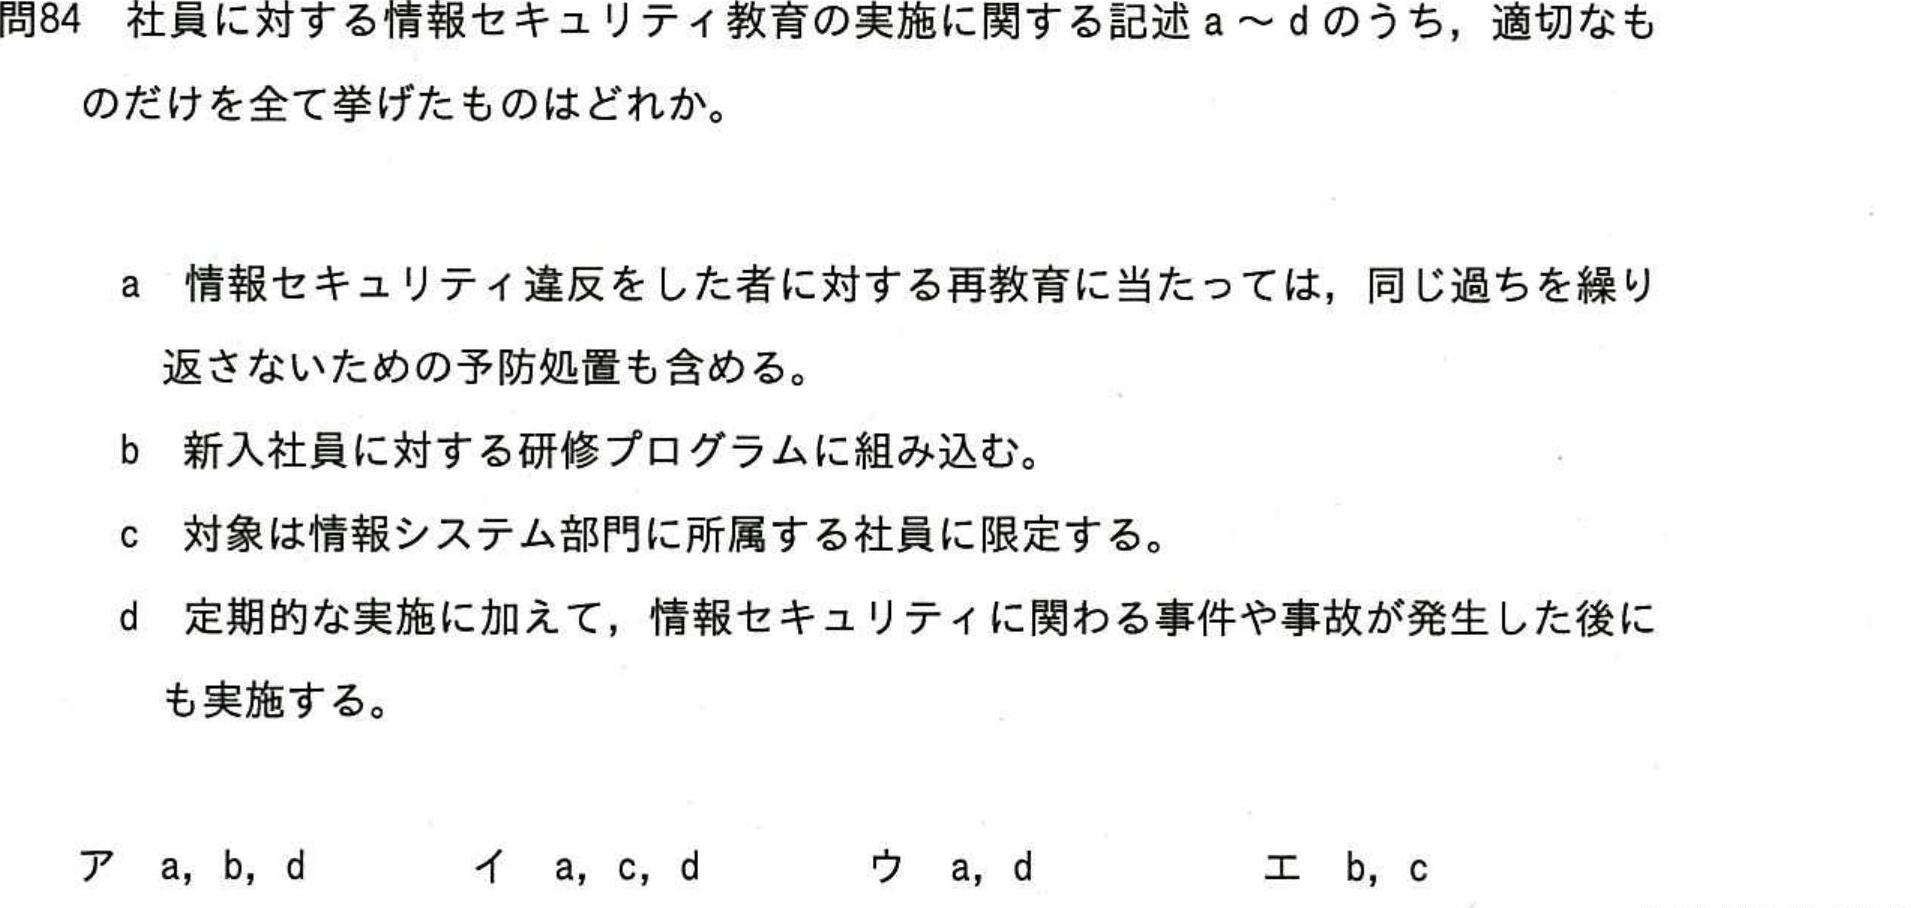 問84　社員に対する情報セキュリティ教育の実施に関する記述 a ～ d のうち，適切なも
のだけを全て挙げたものはどれか。
a　情報セキュリティ違反をした者に対する再教育に当たっては，同じ過ちを繰り
返さないための予防処置も含める。
b　新入社員に対する研修プログラムに組み込む。
c　対象は情報システム部門に所属する社員に限定する。
d　定期的な実施に加えて，情報セキュリティに関わる事件や事故が発生した後に
も実施する。
ア　a，b，d　　イ　a，c，d　　ウ　a，d　　エ　b，c